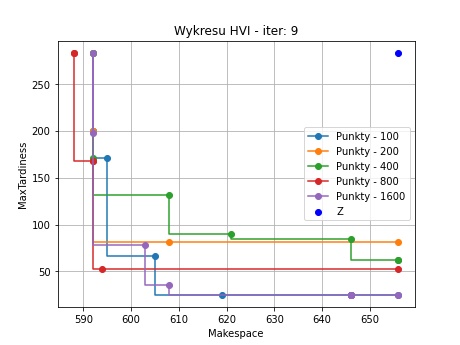 Wykresu HVI - iter: 9
MaxTardiness
250
200
150
100
50
Punkty - 100
Punkty - 200
Punkty - 400
Punkty - 800
Punkty - 1600
Z
590 600 610 620 630 640 650
Makespace